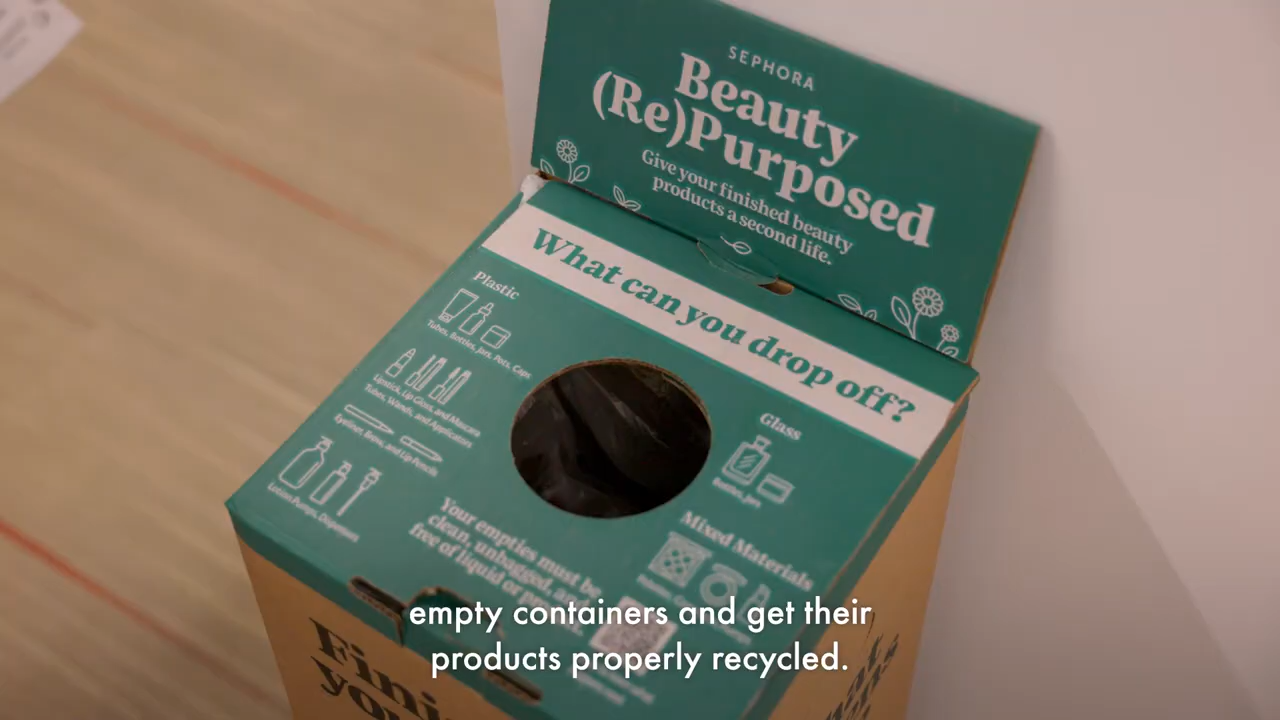 SEPHORA
Beauty
(Re)Purposed
Give your finished beauty
products a second life.
What can you drop off?
Plastic
Tubes, Bottles, Jars, Pots, Caps
Lipstick, Lip Gloss, and Mascara
Tubes, Wands, and Applicators
Eyeliner, Brow, and Lip Pencils
Lotion Pumps, Dispensers
Glass
Bottles, Jars
Mixed Materials
Your empties must be
clean, unbagged, and
free of liquid or
empty containers and get their
products properly recycled.